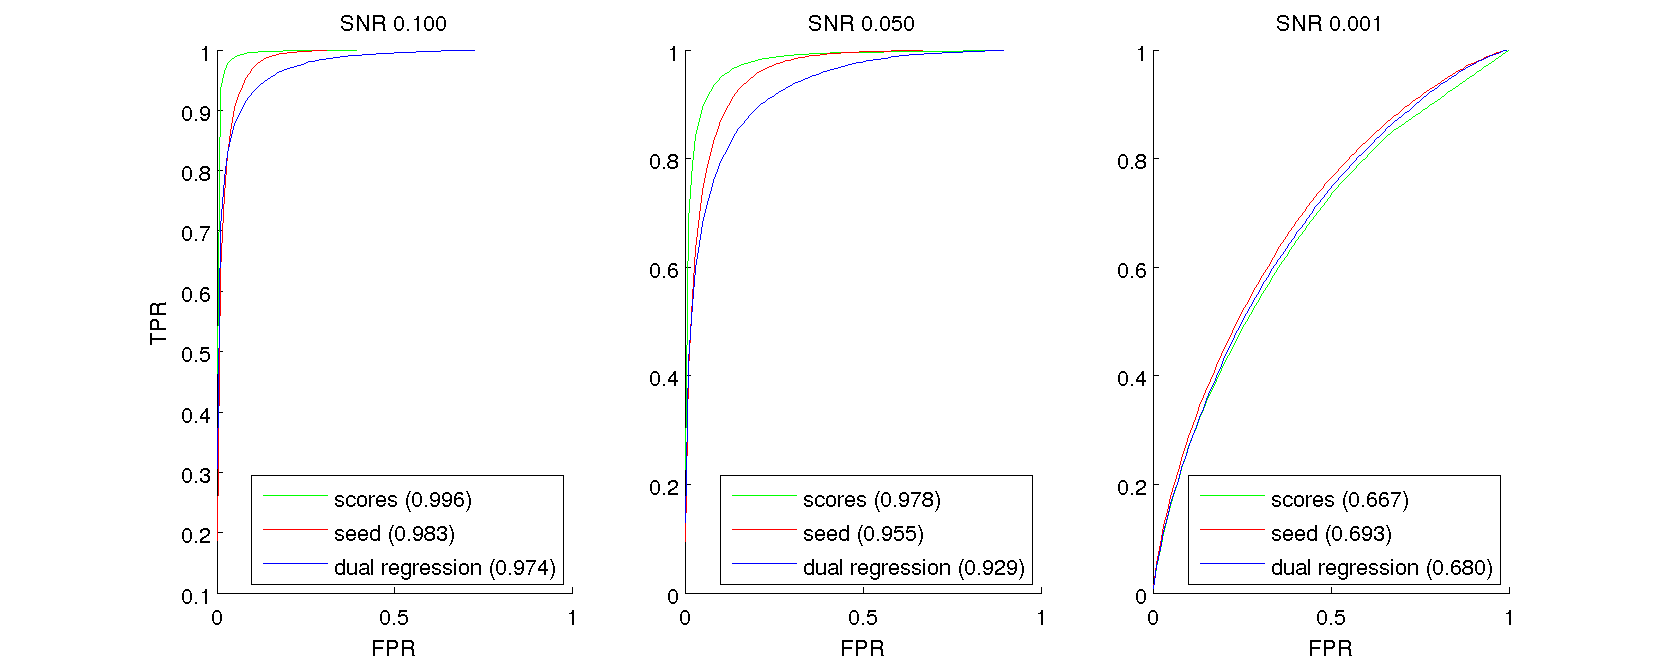 SNR 0.100
1
0.9
0.8
0.7
0.6
0.5
0.4
0.3
0.2
0.1
TPR
scores (0.996)
seed (0.983)
dual regression (0.974)
0
0.5
1
FPR
SNR 0.050
1
0.8
0.6
0.4
0.2
0
scores (0.978)
seed (0.955)
dual regression (0.929)
0
0.5
1
FPR
SNR 0.001
1
0.8
0.6
0.4
0.2
0
scores (0.667)
seed (0.693)
dual regression (0.680)
0
0.5
1
FPR